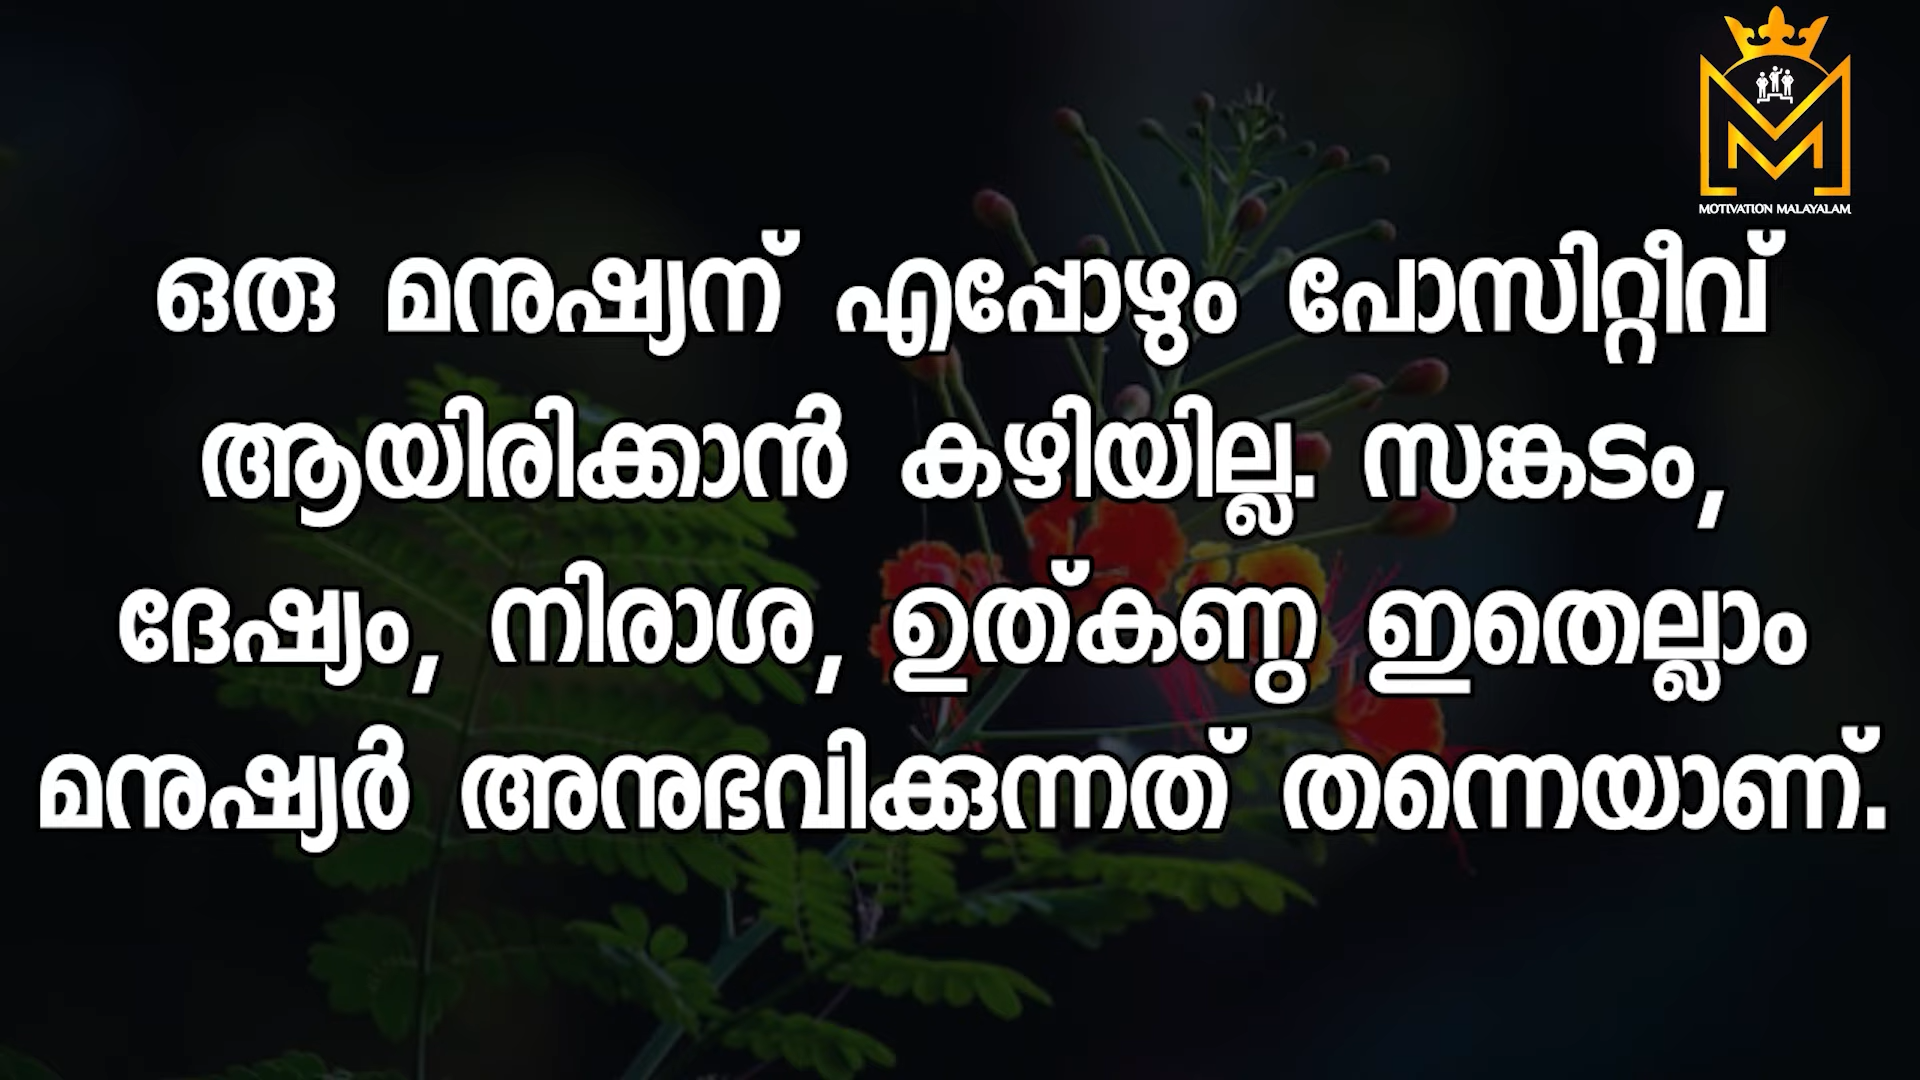 MOTIVATION MALAYALAM
ഒരു മനുഷ്യന് എപ്പോഴും പോസിറ്റീവ്
ആയിരിക്കാൻ കഴിയില്ല. സങ്കടം,
ദേഷ്യം, നിരാശ, ഉത്കണ്ഠ ഇതെല്ലാം
മനുഷ്യർ അനുഭവിക്കുന്നത് തന്നെയാണ്.